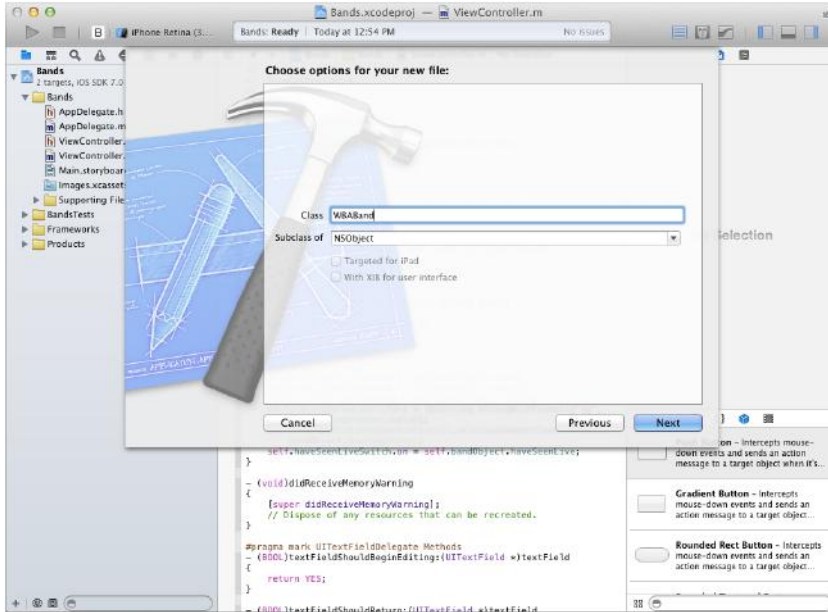 Bands.xcodeproj — ViewController.m
B
iPhone Retina (3...
Bands: Ready | Today at 12:54 PM
No Issues
Bands
2 targets, iOS SDK 7.0
Bands
AppDelegate.h
AppDelegate.m
ViewController.
ViewController.
Main.storyboar
Images.xcasset
Supporting File
BandsTests
Frameworks
Products
Choose options for your new file:
Class WBABand
Subclass of NSObject
Targeted for iPad
With XIB for user interface
Cancel
Previous
Next
Selection
self.haveSeenLiveSwitch.on = self.bandObject.haveSeenLive;
}
- (void)didReceiveMemoryWarning
{
[super didReceiveMemoryWarning];
// Dispose of any resources that can be recreated.
}
#pragma mark UITextFieldDelegate Methods
- (BOOL)textFieldShouldBeginEditing:(UITextField *)textField
{
return YES;
}
- (BOOL)textFieldShouldReturn:(UITextField *)textField
Push Button – Intercepts mouse-
down events and sends an action
message to a target object when it's...
Gradient Button – Intercepts
mouse-down events and sends an
action message to a target object...
Rounded Rect Button – Intercepts
mouse-down events and sends an
action message to a target object...